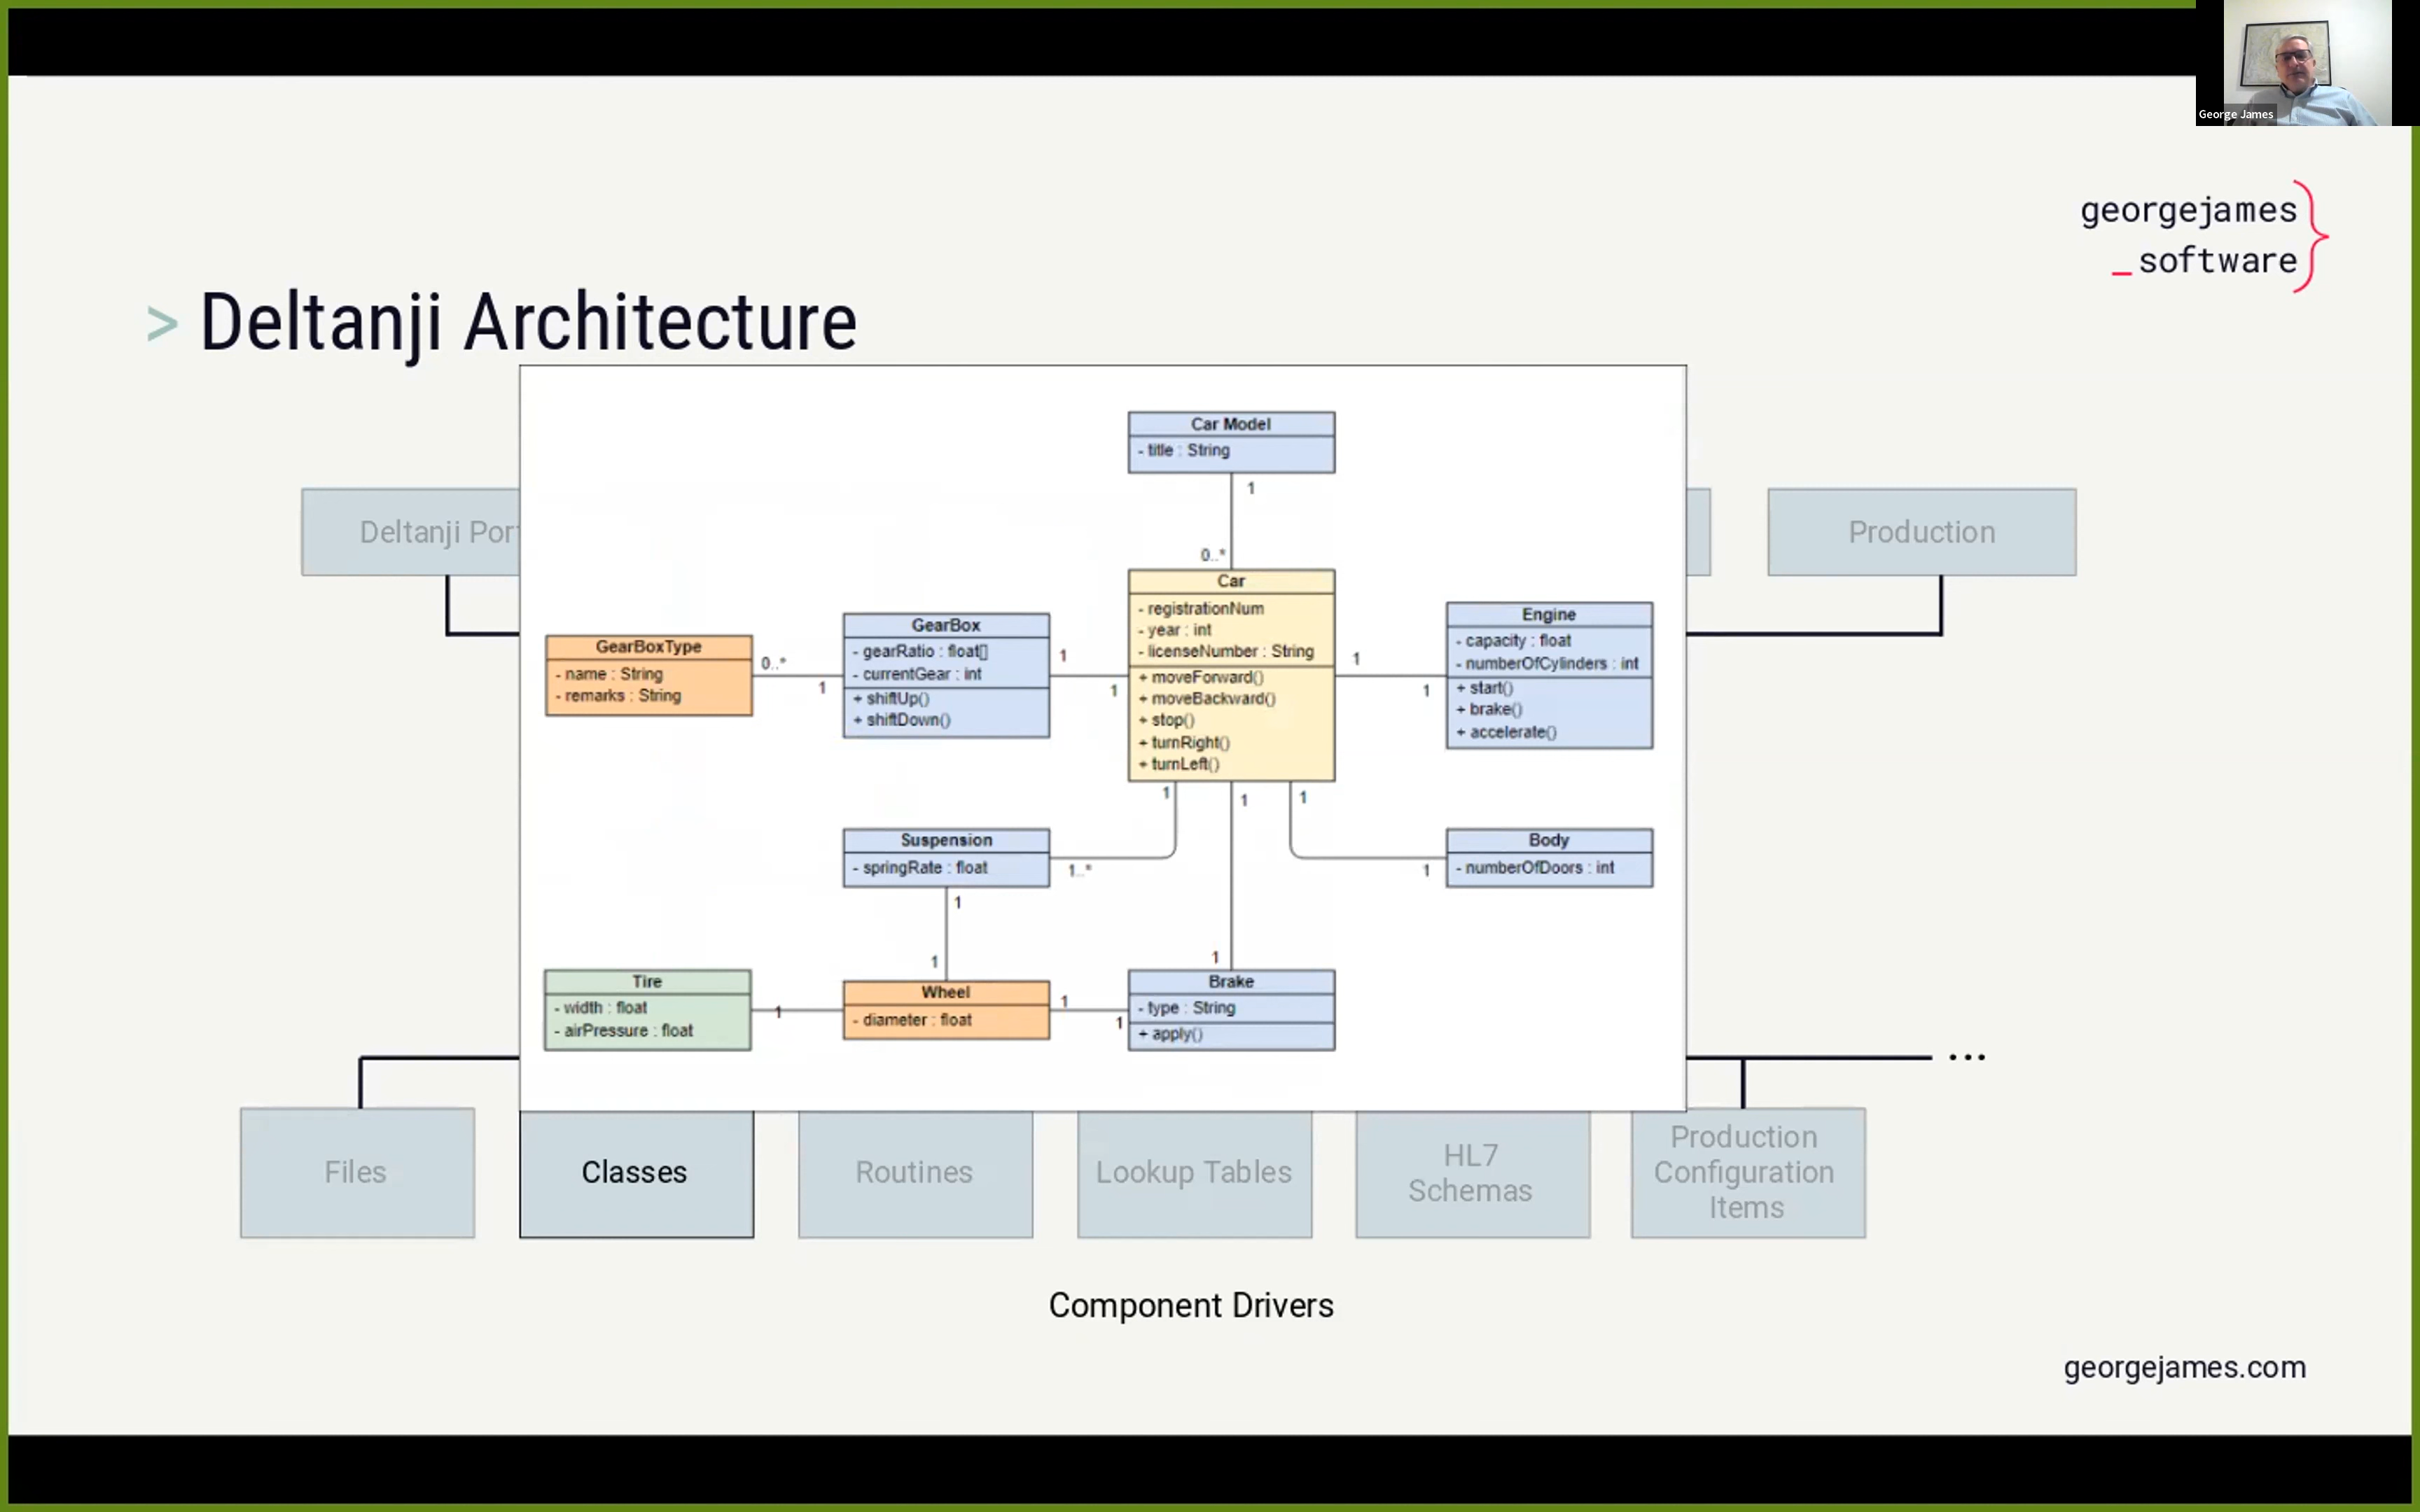 George James
georgejames
_software
> Deltanji Architecture
Deltanji Por
Production
Car Model
- title : String
1
0..*
Car
- registrationNum
- year : int
- licenseNumber : String
+ moveForward()
+ moveBackward()
+ stop()
+ turnRight()
+ turnLeft()
GearBoxType
- name : String
- remarks : String
0..*
1
GearBox
- gearRatio : float[]
- currentGear : int
+ shiftUp()
+ shiftDown()
1
1
1
1
Engine
- capacity : float
- numberOfCylinders : int
+ start()
+ brake()
+ accelerate()
1
1
1
Suspension
- springRate : float
1..*
1
Body
- numberOfDoors : int
1
1
1
Tire
- width : float
- airPressure : float
1
Wheel
- diameter : float
1
1
Brake
- type : String
+ apply()
...
Files
Classes
Routines
Lookup Tables
HL7
Schemas
Production
Configuration
Items
Component Drivers
georgejames.com